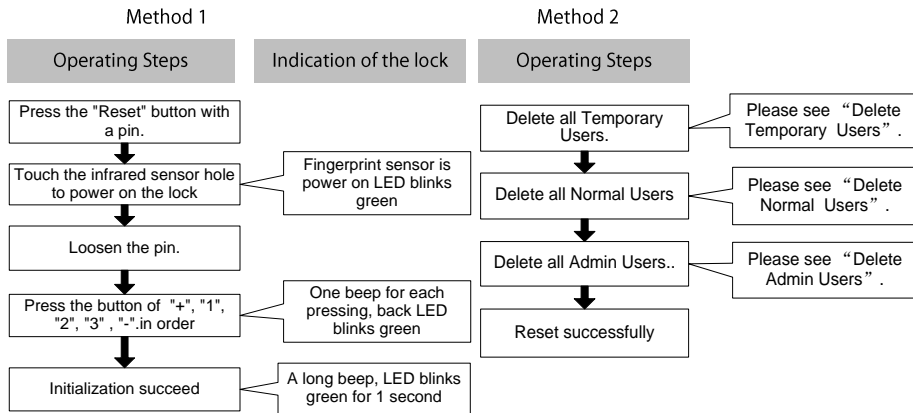 Method 1
Operating Steps
Indication of the lock
Press the "Reset" button with
a pin.
Touch the infrared sensor hole
to power on the lock
Fingerprint sensor is
power on LED blinks
green
Loosen the pin.
Press the button of "+", "1",
"2", "3" , "-".in order
One beep for each
pressing, back LED
blinks green
Initialization succeed
A long beep, LED blinks
green for 1 second
Method 2
Operating Steps
Delete all Temporary
Users.
Please see “Delete
Temporary Users”.
Delete all Normal Users
Please see “Delete
Normal Users”.
Delete all Admin Users..
Please see “Delete
Admin Users”.
Reset successfully